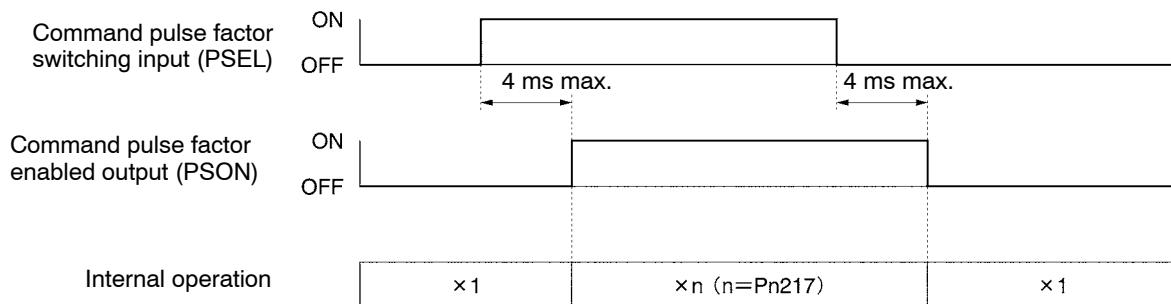 Command pulse factor
switching input (PSEL)
ON
OFF
4 ms max.
4 ms max.
Command pulse factor
enabled output (PSON)
ON
OFF
Internal operation
×1
×n (n=Pn217)
×1